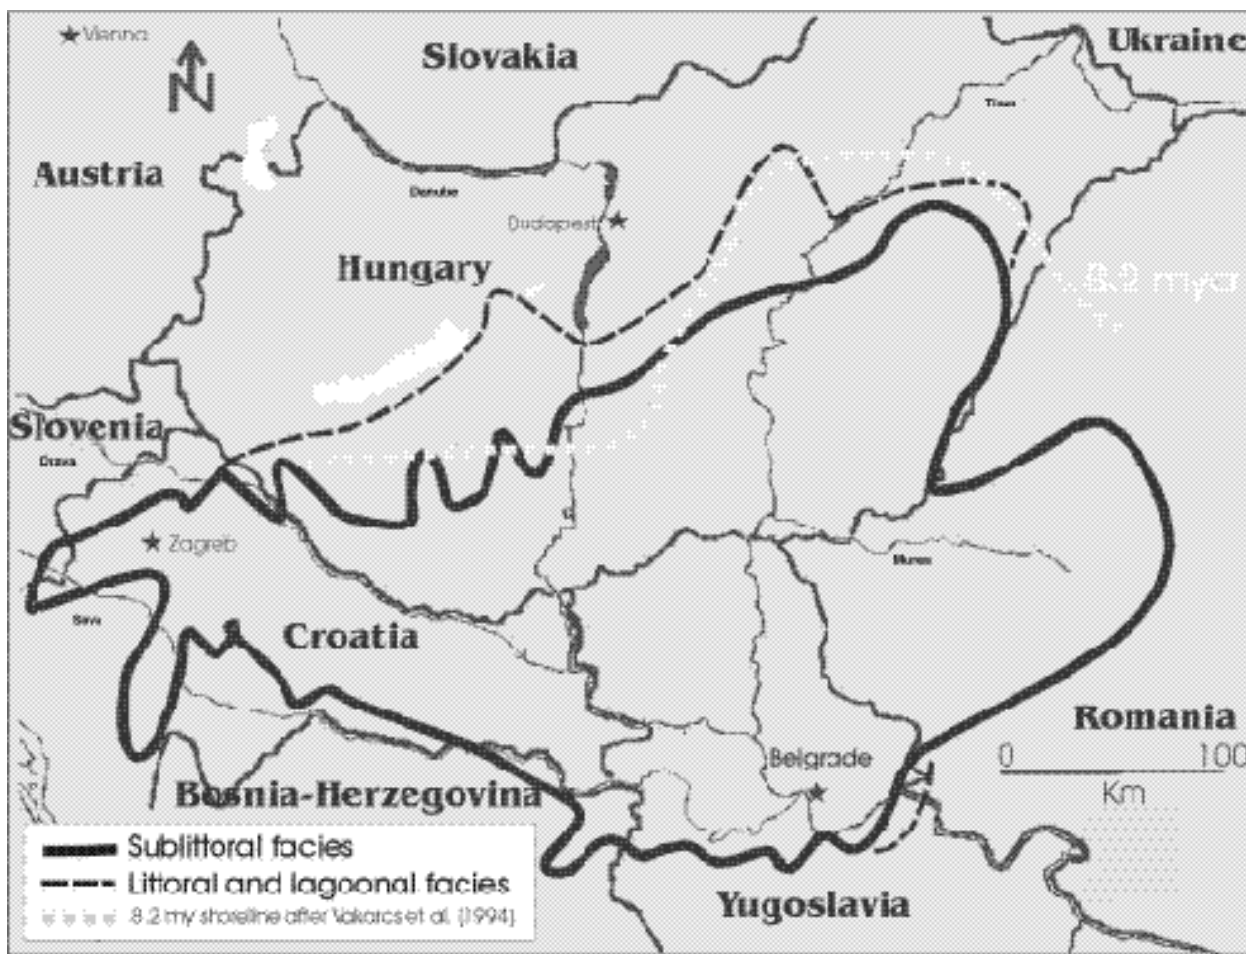 Vienna
Slovakia
Ukraine
N
Tisza
Austria
Danube
Budapest
Hungary
8.2 mya
Slovenia
Drava
Zagreb
Mures
Sava
Croatia
Romania
0 100
Belgrade
Km
Bosnia-Herzegovina
Sublittoral facies
Littoral and lagoonal facies
8.2 my shoreline after Vakarcs et al. (1994)
Yugoslavia